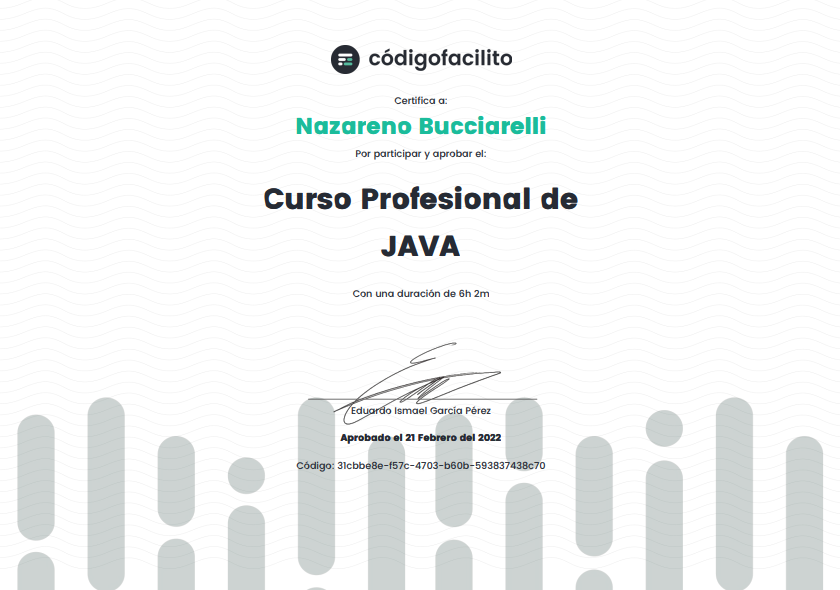 códigofacilito
Certifica a:
Nazareno Bucciarelli
Por participar y aprobar el:
Curso Profesional de
JAVA
Con una duración de 6h 2m
Eduardo Ismael García Pérez
Aprobado el 21 Febrero del 2022
Código: 31cbbe8e-f57c-4703-b60b-593837438c70